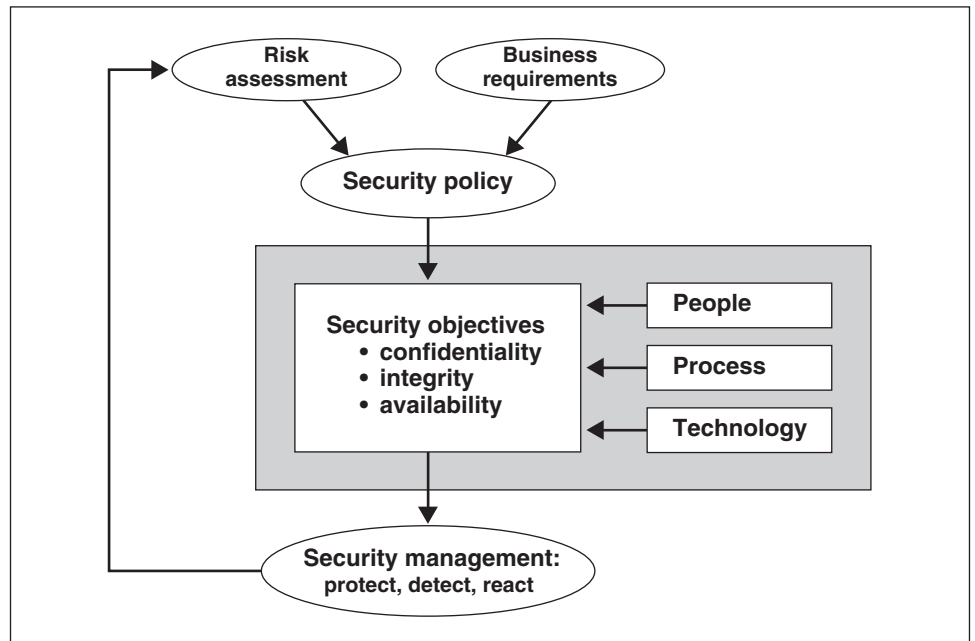 Risk
assessment
Business
requirements
Security policy
Security objectives
• confidentiality
• integrity
• availability
People
Process
Technology
Security management:
protect, detect, react